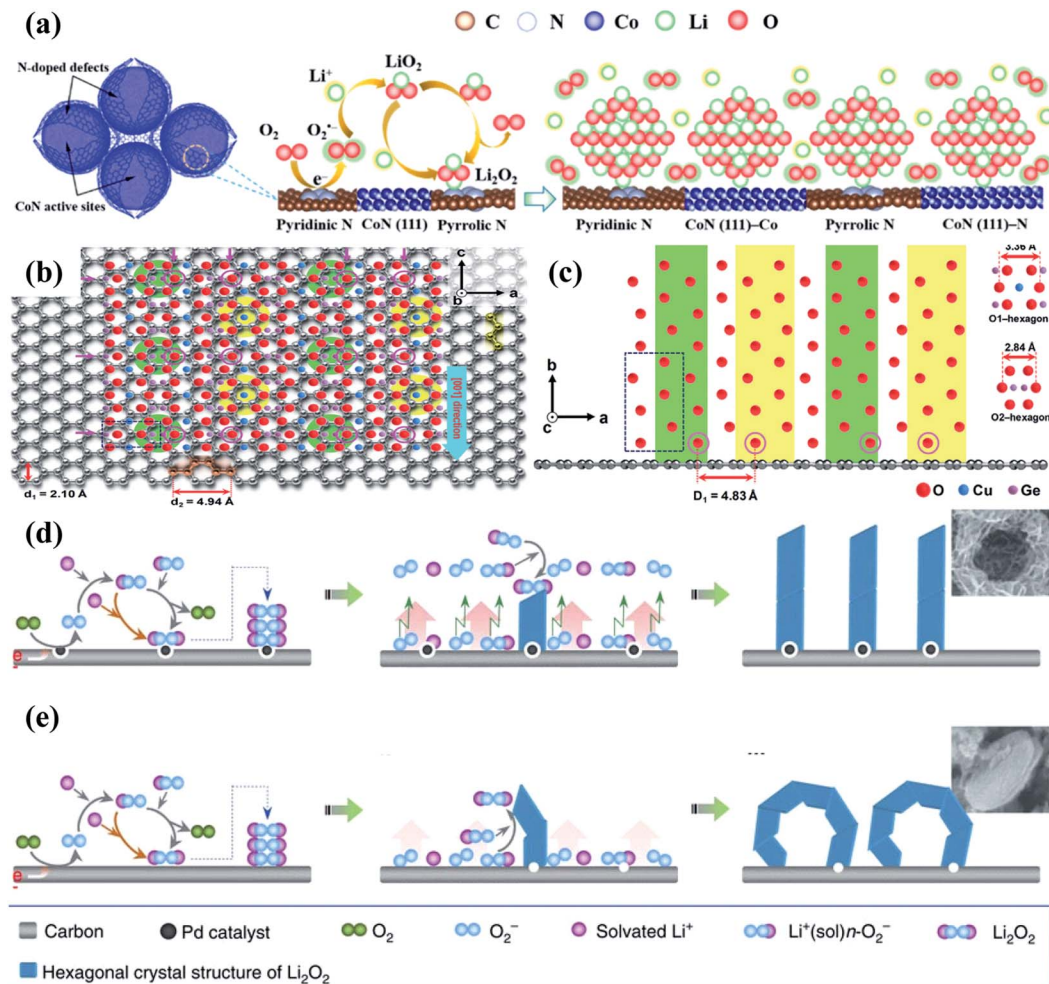 (a)
C N Co Li O
N-doped defects
CoN active sites
Li⁺
LiO₂
O₂
O₂•−
e⁻
Li₂O₂
Pyridinic N CoN (111) Pyrrolic N
Pyridinic N CoN (111)–Co Pyrrolic N CoN (111)–N
(b)
c
b a
[00̄1] direction
d₁ = 2.10 Å
d₂ = 4.94 Å
(c)
3.36 Å
O1–hexagon
2.84 Å
O2–hexagon
b
c a
D₁ = 4.83 Å
O Cu Ge
(d)
e
(e)
e
Carbon Pd catalyst O₂ O₂⁻ Solvated Li⁺ Li⁺(sol)n-O₂⁻ Li₂O₂
Hexagonal crystal structure of Li₂O₂